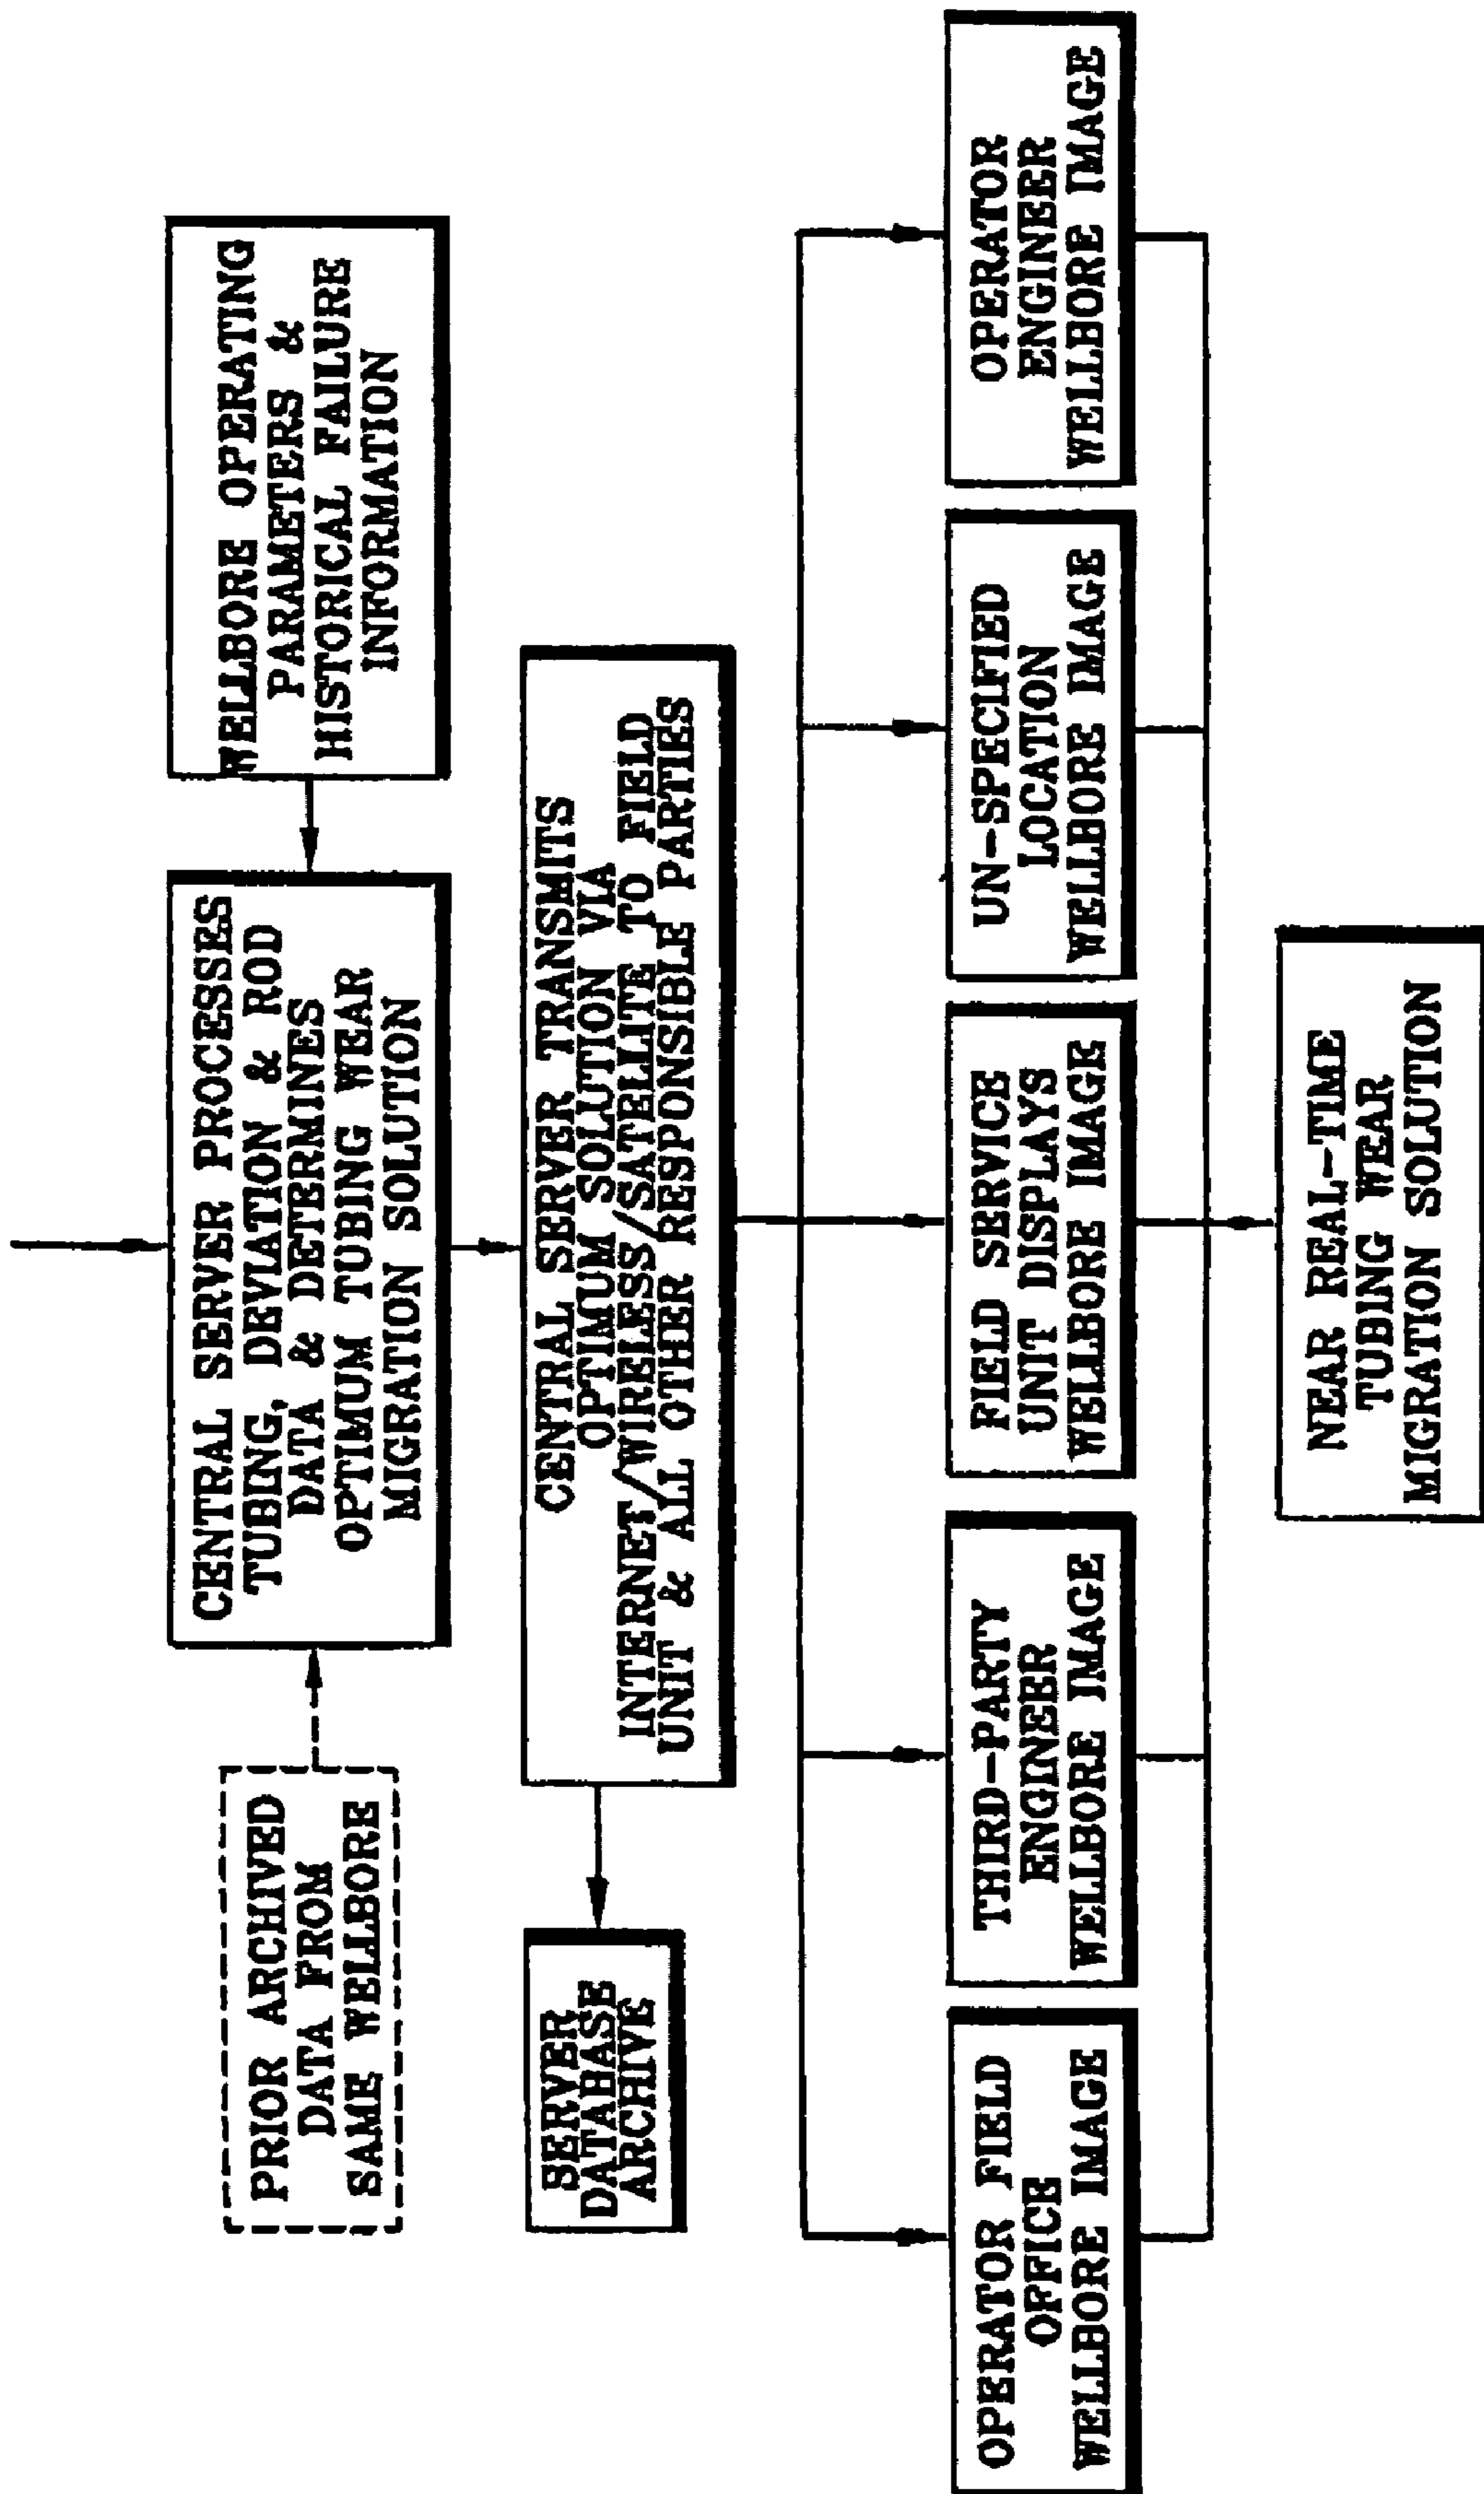 PRIOR ARCHIVED
DATA FROM
SAME WELLBORE
CENTRAL SERVER PROCESSES
TUBING, DEVIATION & ROD
DATA & DETERMINES
OPTIMUM TUBING WEAR
MIGRATION SOLUTION
WELLBORE OPERATING
PARAMETERS &
HISTORICAL FAILURE
INFORMATION
SERVER
DATABASE
ARCHIVE
CENTRAL SERVER TRANSMITS
OPTIMUM SOLUTION VIA
INTERNET/WIRELESS/SATELLITE TO FIELD
UNIT & ALL OTHER RESPONSIBLE PARTIES
OPERATOR FIELD
OFFICE
WELLBORE IMAGE
THIRD-PARTY
ENGINEER
WELLBORE IMAGE
FIELD SERVICE
UNIT DISPLAYS
WELLBORE IMAGE
UN-SPECIFIED
LOCATION
WELLBORE IMAGE
OPERATOR
ENGINEER
WELLBORE IMAGE
NEAR REAL-TIME
TUBING WEAR
MIGRATION SOLUTION